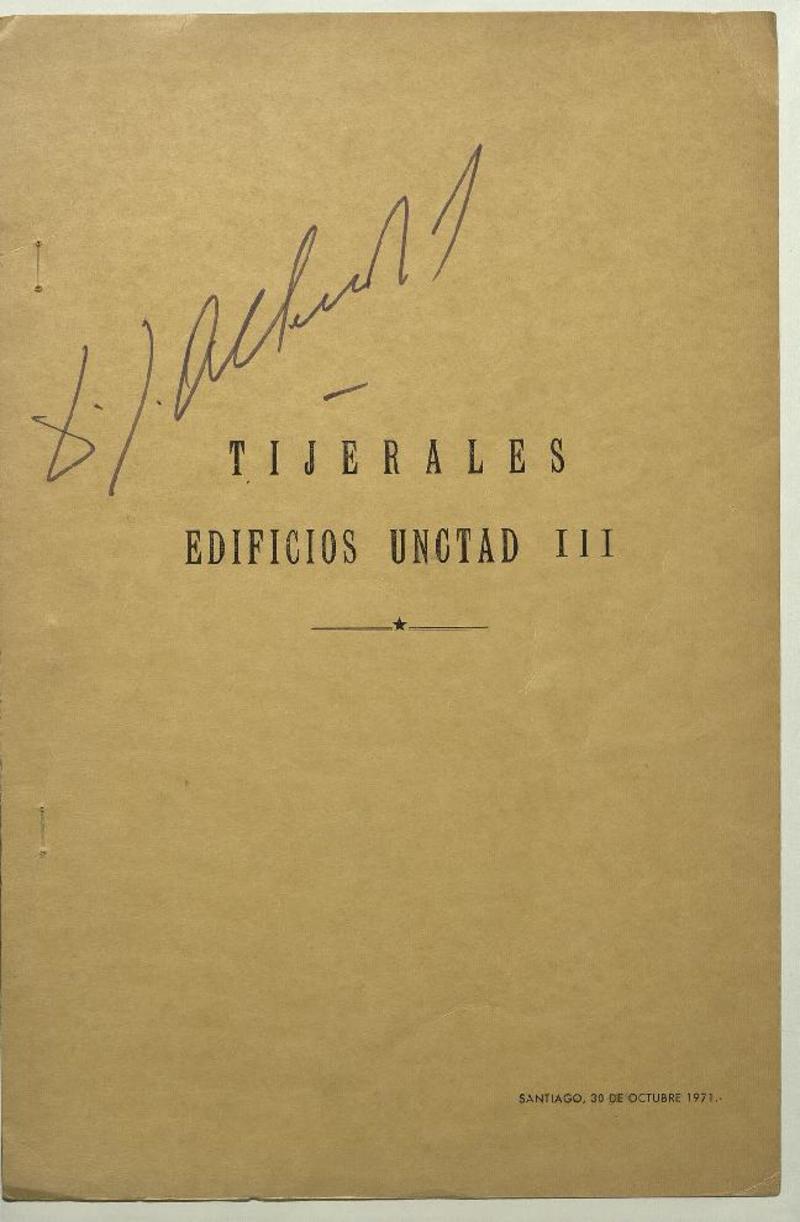 TIJERALES
EDIFICIOS UNCTAD III
SANTIAGO, 30 DE OCTUBRE 1971.-